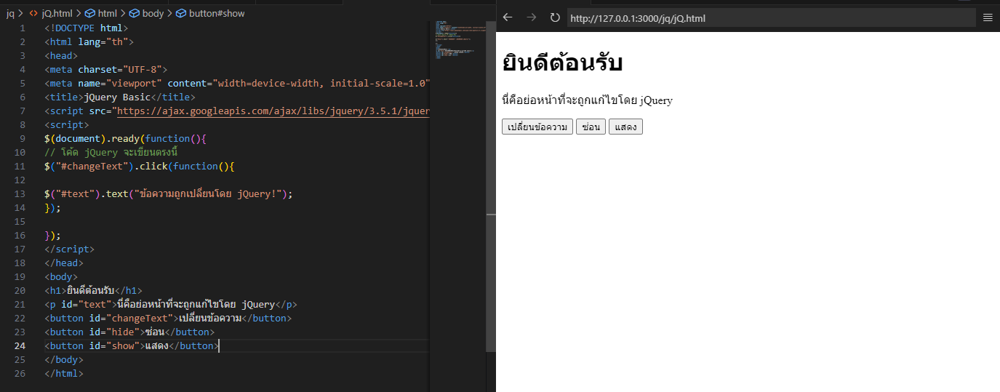 jq > jQ.html > html > body > button#show
1 <!DOCTYPE html>
2 <html lang="th">
3 <head>
4 <meta charset="UTF-8">
5 <meta name="viewport" content="width=device-width, initial-scale=1.0"
6 <title>jQuery Basic</title>
7 <script src="https://ajax.googleapis.com/ajax/libs/jquery/3.5.1/jquer
8 <script>
9 $(document).ready(function(){
10 // โค้ด jQuery จะเขียนตรงนี้
11 $("#changeText").click(function(){
12
13 $("#text").text("ข้อความถูกเปลี่ยนโดย jQuery!");
14 });
15
16 });
17 </script>
18 </head>
19 <body>
20 <h1>ยินดีต้อนรับ</h1>
21 <p id="text">นี่คือย่อหน้าที่จะถูกแก้ไขโดย jQuery</p>
22 <button id="changeText">เปลี่ยนข้อความ</button>
23 <button id="hide">ซ่อน</button>
24 <button id="show">แสดง</button>
25 </body>
26 </html>
http://127.0.0.1:3000/jq/jQ.html
ยินดีต้อนรับ
นี่คือย่อหน้าที่จะถูกแก้ไขโดย jQuery
เปลี่ยนข้อความ ซ่อน แสดง